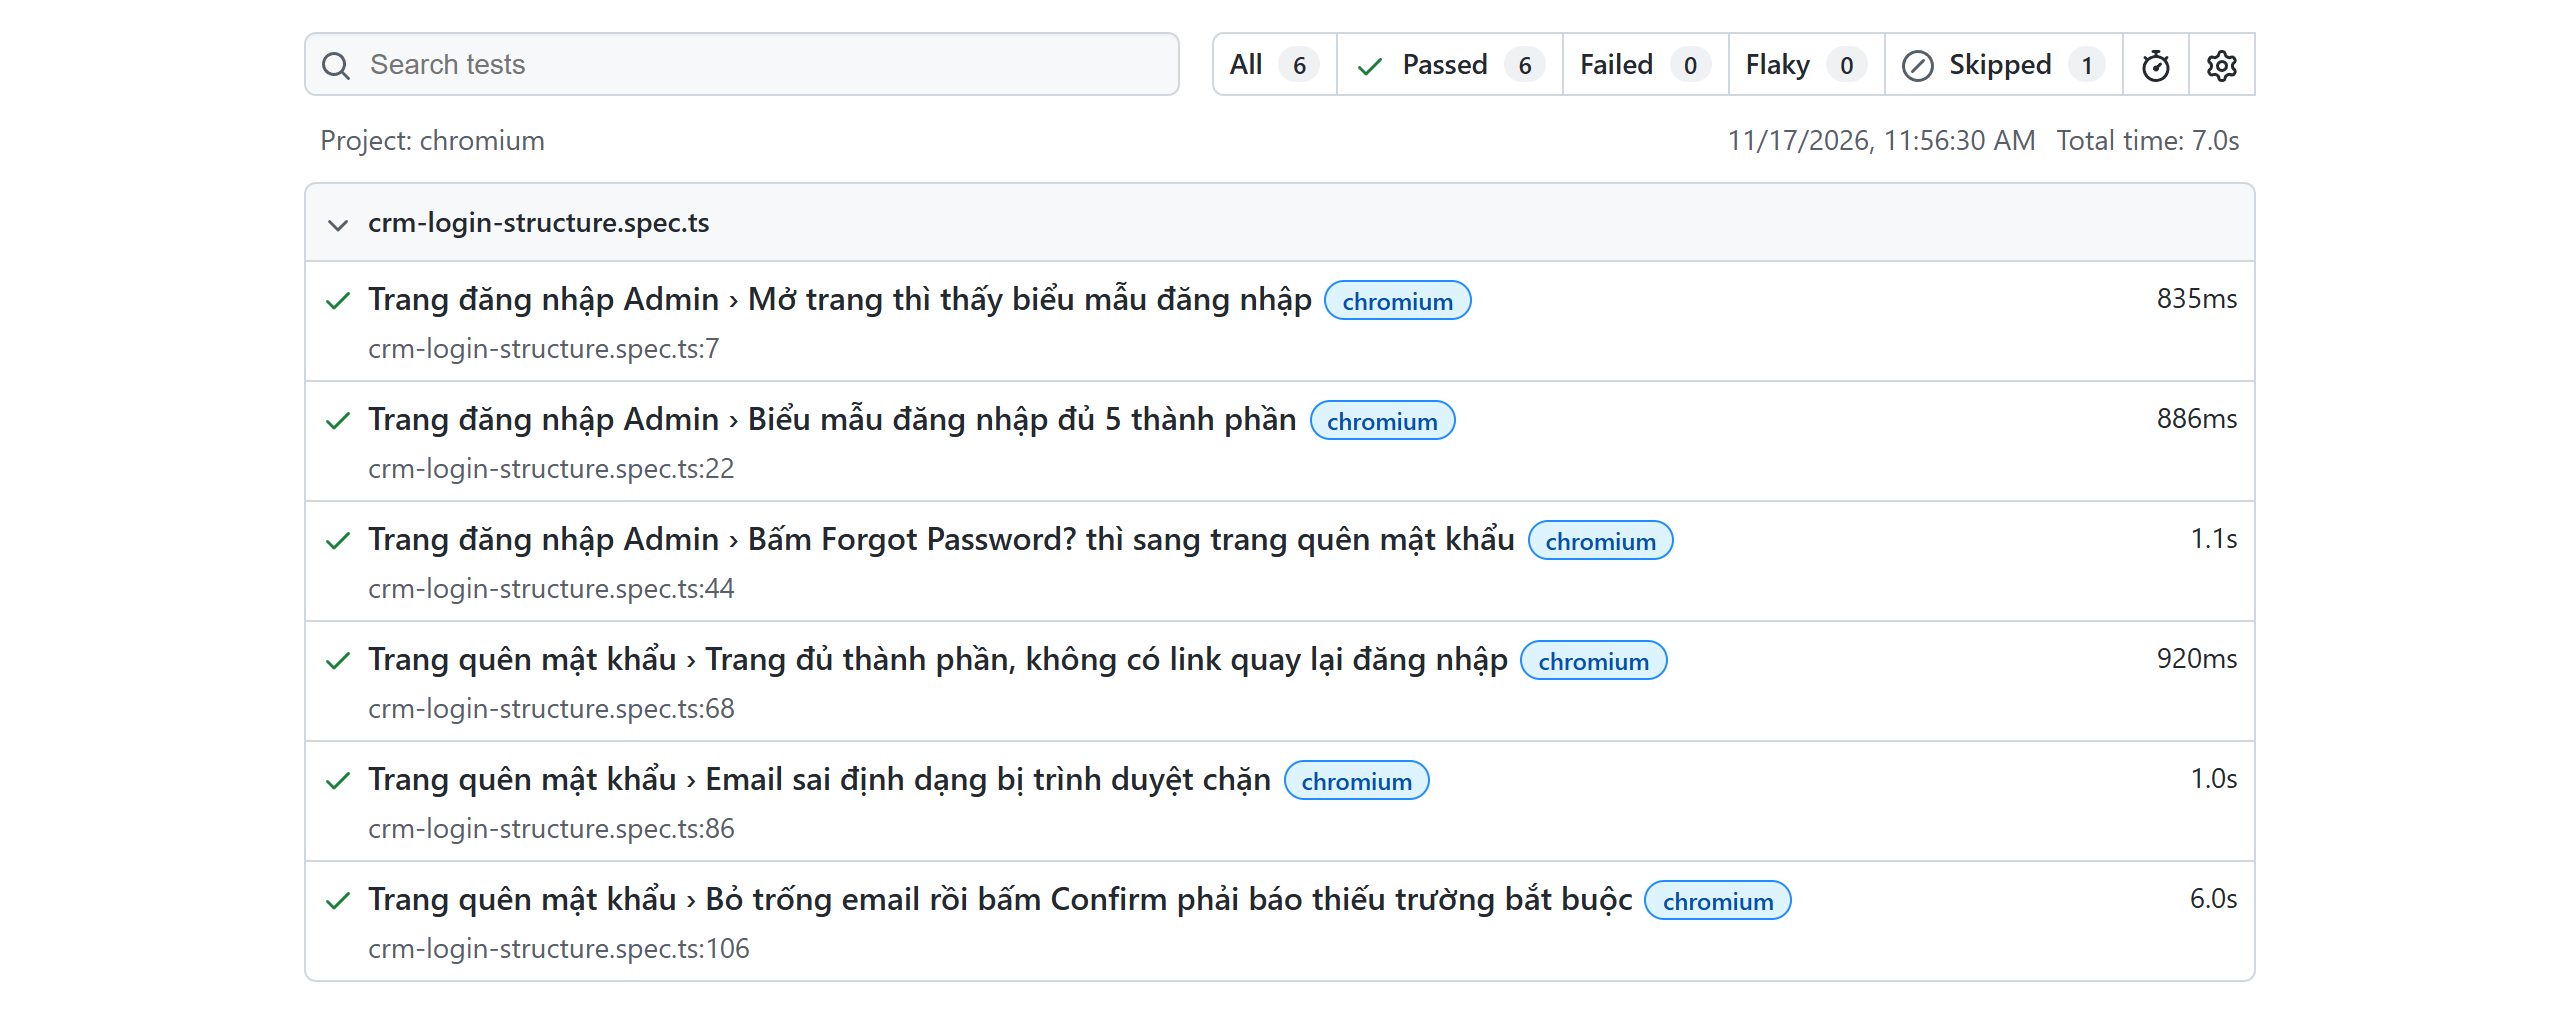 Search tests
All 6 Passed 6 Failed 0 Flaky 0 Skipped 1
Project: chromium 11/17/2026, 11:56:30 AM Total time: 7.0s
crm-login-structure.spec.ts
Trang đăng nhập Admin › Mở trang thì thấy biểu mẫu đăng nhập chromium 835ms
crm-login-structure.spec.ts:7
Trang đăng nhập Admin › Biểu mẫu đăng nhập đủ 5 thành phần chromium 886ms
crm-login-structure.spec.ts:22
Trang đăng nhập Admin › Bấm Forgot Password? thì sang trang quên mật khẩu chromium 1.1s
crm-login-structure.spec.ts:44
Trang quên mật khẩu › Trang đủ thành phần, không có link quay lại đăng nhập chromium 920ms
crm-login-structure.spec.ts:68
Trang quên mật khẩu › Email sai định dạng bị trình duyệt chặn chromium 1.0s
crm-login-structure.spec.ts:86
Trang quên mật khẩu › Bỏ trống email rồi bấm Confirm phải báo thiếu trường bắt buộc chromium 6.0s
crm-login-structure.spec.ts:106